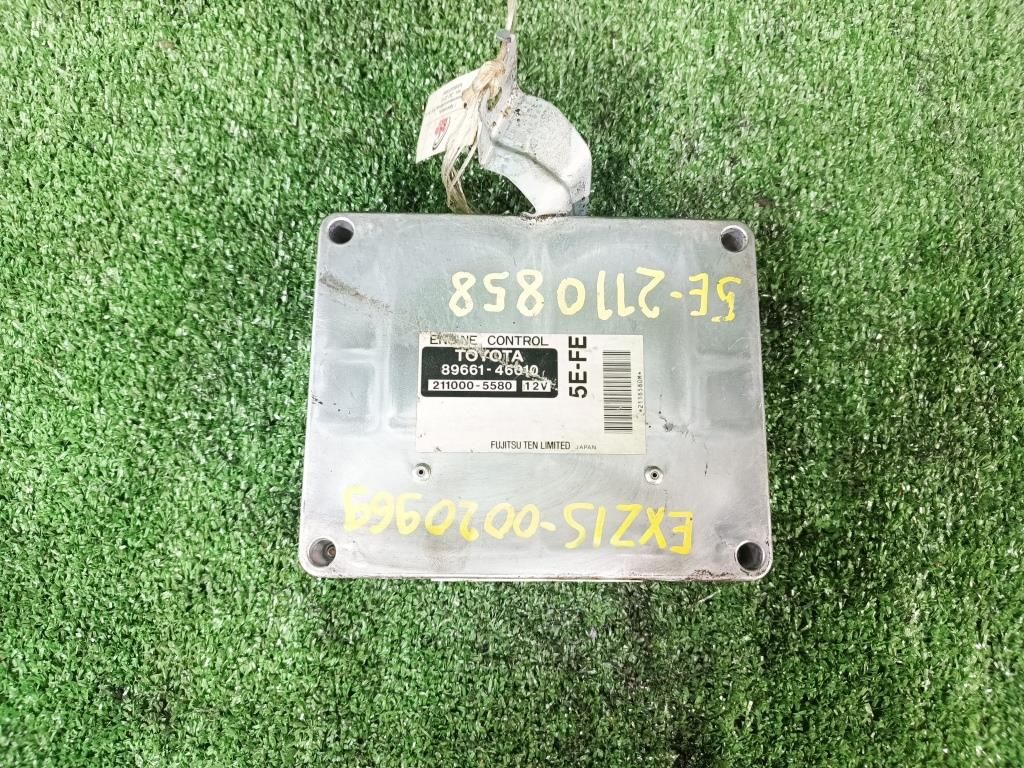 5E-2110858
ENGINE CONTROL
TOYOTA
89661-46010
211000-5580 12V
5E-FE
FUJITSU TEN LIMITED JAPAN
EXZ15-0020969